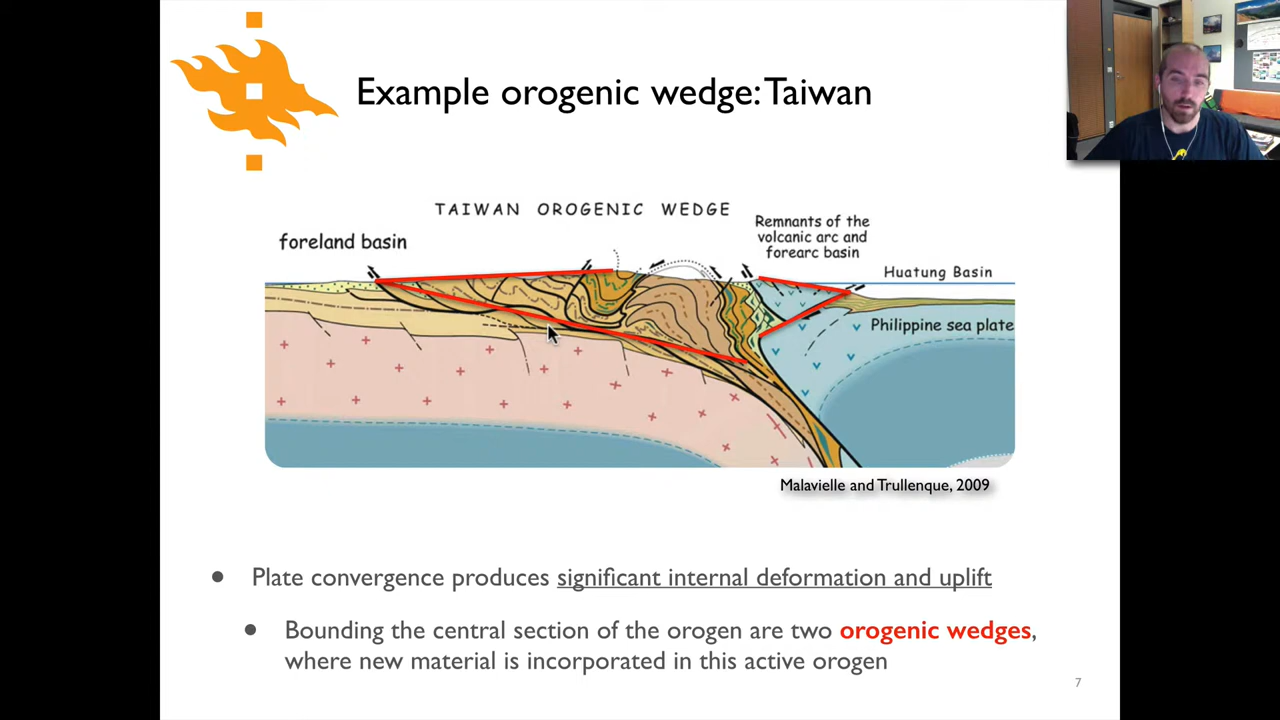 Example orogenic wedge: Taiwan
TAIWAN OROGENIC WEDGE
Remnants of the
volcanic arc and
forearc basin
foreland basin
Huatung Basin
Philippine sea plate
Malavielle and Trullenque, 2009
• Plate convergence produces significant internal deformation and uplift
• Bounding the central section of the orogen are two orogenic wedges,
where new material is incorporated in this active orogen
7